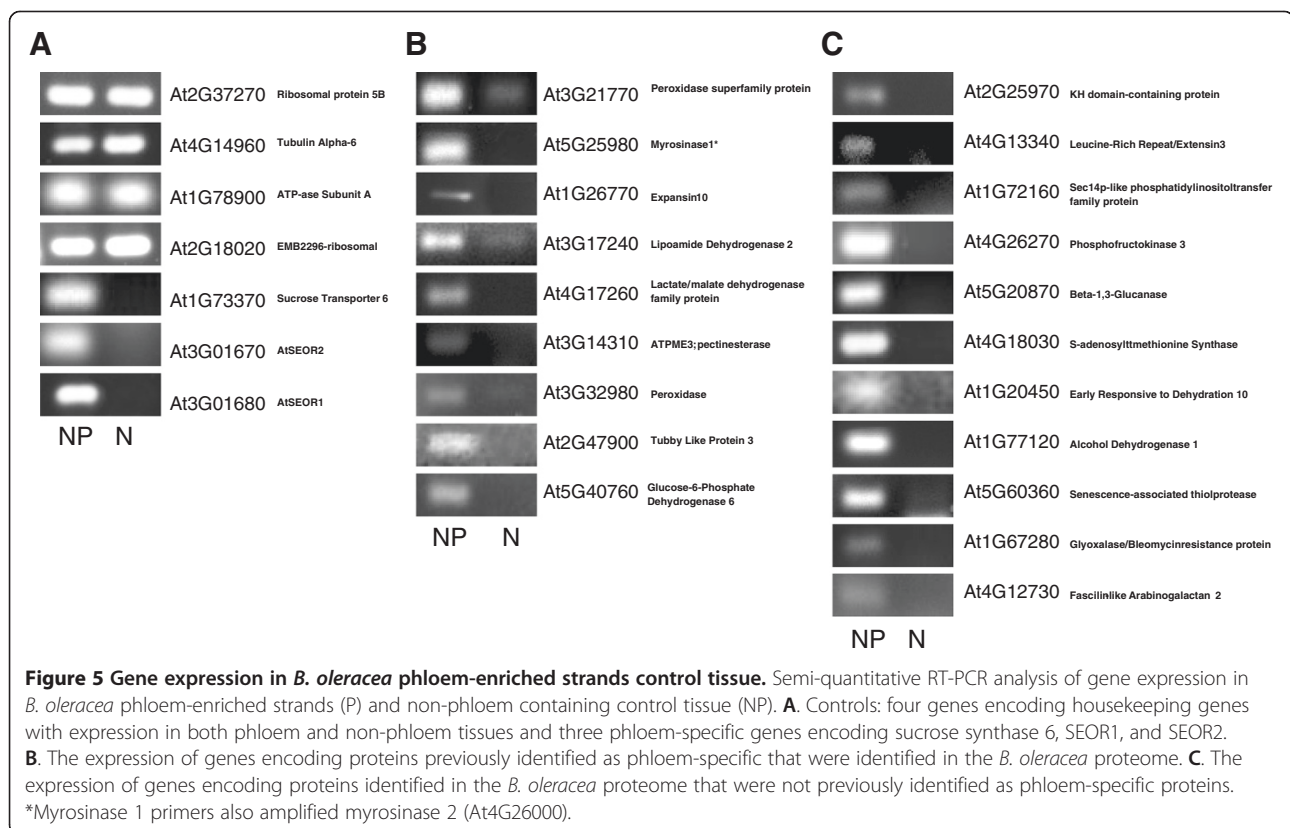 A
At2G37270 Ribosomal protein 5B
At4G14960 Tubulin Alpha-6
At1G78900 ATP-ase Subunit A
At2G18020 EMB2296-ribosomal
At1G73370 Sucrose Transporter 6
At3G01670 AtSEOR2
At3G01680 AtSEOR1
NP N
B
At3G21770 Peroxidase superfamily protein
At5G25980 Myrosinase1*
At1G26770 Expansin10
At3G17240 Lipoamide Dehydrogenase 2
At4G17260 Lactate/malate dehydrogenase
family protein
At3G14310 ATPME3;pectinesterase
At3G32980 Peroxidase
At2G47900 Tubby Like Protein 3
At5G40760 Glucose-6-Phosphate
Dehydrogenase 6
NP N
C
At2G25970 KH domain-containing protein
At4G13340 Leucine-Rich Repeat/Extensin3
At1G72160 Sec14p-like phosphatidylinositoltransfer
family protein
At4G26270 Phosphofructokinase 3
At5G20870 Beta-1,3-Glucanase
At4G18030 S-adenosylttmethionine Synthase
At1G20450 Early Responsive to Dehydration 10
At1G77120 Alcohol Dehydrogenase 1
At5G60360 Senescence-associated thiolprotease
At1G67280 Glyoxalase/Bleomycinresistance protein
At4G12730 Fascilin-like Arabinogalactan 2
NP N
Figure 5 Gene expression in B. oleracea phloem-enriched strands control tissue. Semi-quantitative RT-PCR analysis of gene expression in
B. oleracea phloem-enriched strands (P) and non-phloem containing control tissue (NP). A. Controls: four genes encoding housekeeping genes
with expression in both phloem and non-phloem tissues and three phloem-specific genes encoding sucrose synthase 6, SEOR1, and SEOR2.
B. The expression of genes encoding proteins previously identified as phloem-specific that were identified in the B. oleracea proteome. C. The
expression of genes encoding proteins identified in the B. oleracea proteome that were not previously identified as phloem-specific proteins.
*Myrosinase 1 primers also amplified myrosinase 2 (At4G26000).